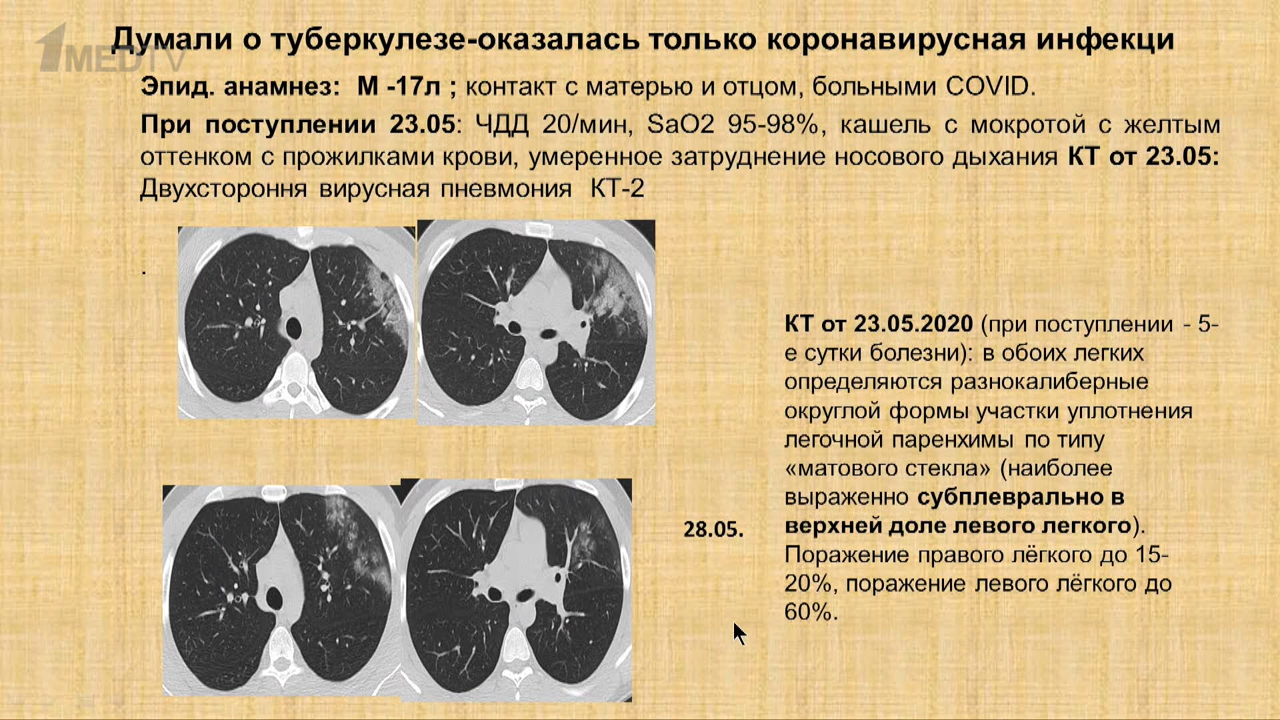 1MEDTV
Думали о туберкулезе-оказалась только коронавирусная инфекци
Эпид. анамнез: М -17л ; контакт с матерью и отцом, больными COVID.
При поступлении 23.05: ЧДД 20/мин, SaO2 95-98%, кашель с мокротой с желтым
оттенком с прожилками крови, умеренное затруднение носового дыхания КТ от 23.05:
Двухстороння вирусная пневмония КТ-2
.
КТ от 23.05.2020 (при поступлении - 5-
е сутки болезни): в обоих легких
определяются разнокалиберные
округлой формы участки уплотнения
легочной паренхимы по типу
«матового стекла» (наиболее
выраженно субплеврально в
верхней доле левого легкого).
Поражение правого лёгкого до 15-
20%, поражение левого лёгкого до
60%.
28.05.